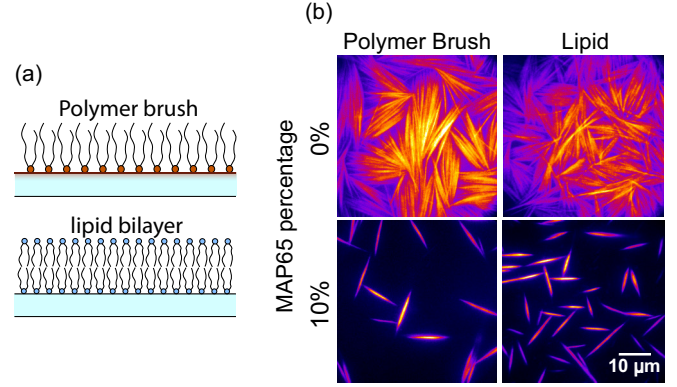 (a)
Polymer brush
lipid bilayer
(b)
Polymer Brush
Lipid
MAP65 percentage
0%
10%
10 µm